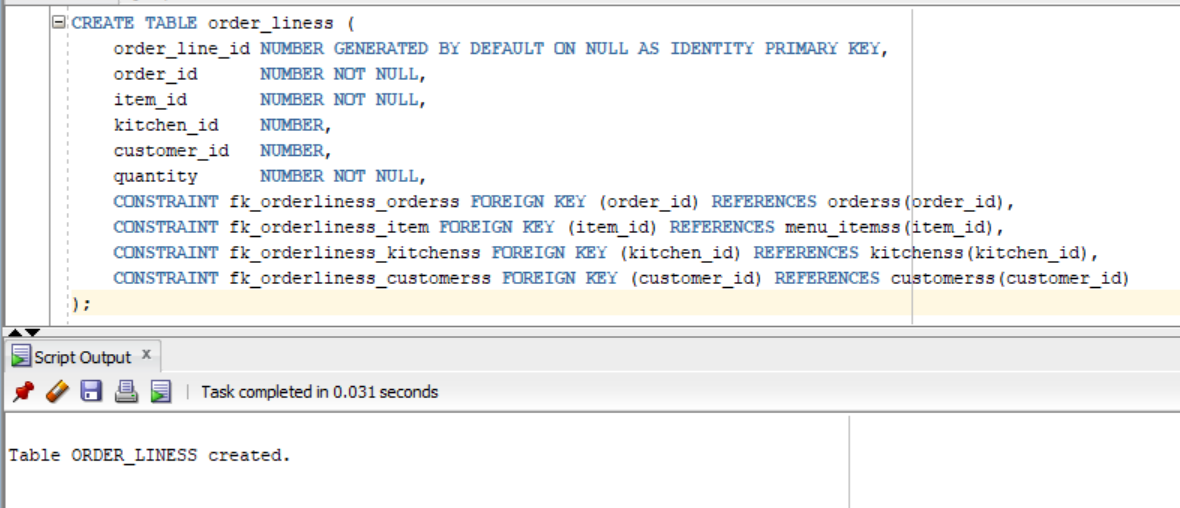 CREATE TABLE order_liness (
    order_line_id NUMBER GENERATED BY DEFAULT ON NULL AS IDENTITY PRIMARY KEY,
    order_id      NUMBER NOT NULL,
    item_id       NUMBER NOT NULL,
    kitchen_id    NUMBER,
    customer_id   NUMBER,
    quantity      NUMBER NOT NULL,
    CONSTRAINT fk_orderliness_orderss FOREIGN KEY (order_id) REFERENCES orderss(order_id),
    CONSTRAINT fk_orderliness_item FOREIGN KEY (item_id) REFERENCES menu_itemss(item_id),
    CONSTRAINT fk_orderliness_kitchenss FOREIGN KEY (kitchen_id) REFERENCES kitchenss(kitchen_id),
    CONSTRAINT fk_orderliness_customerss FOREIGN KEY (customer_id) REFERENCES customerss(customer_id)
);
Script Output x
Task completed in 0.031 seconds
Table ORDER_LINESS created.